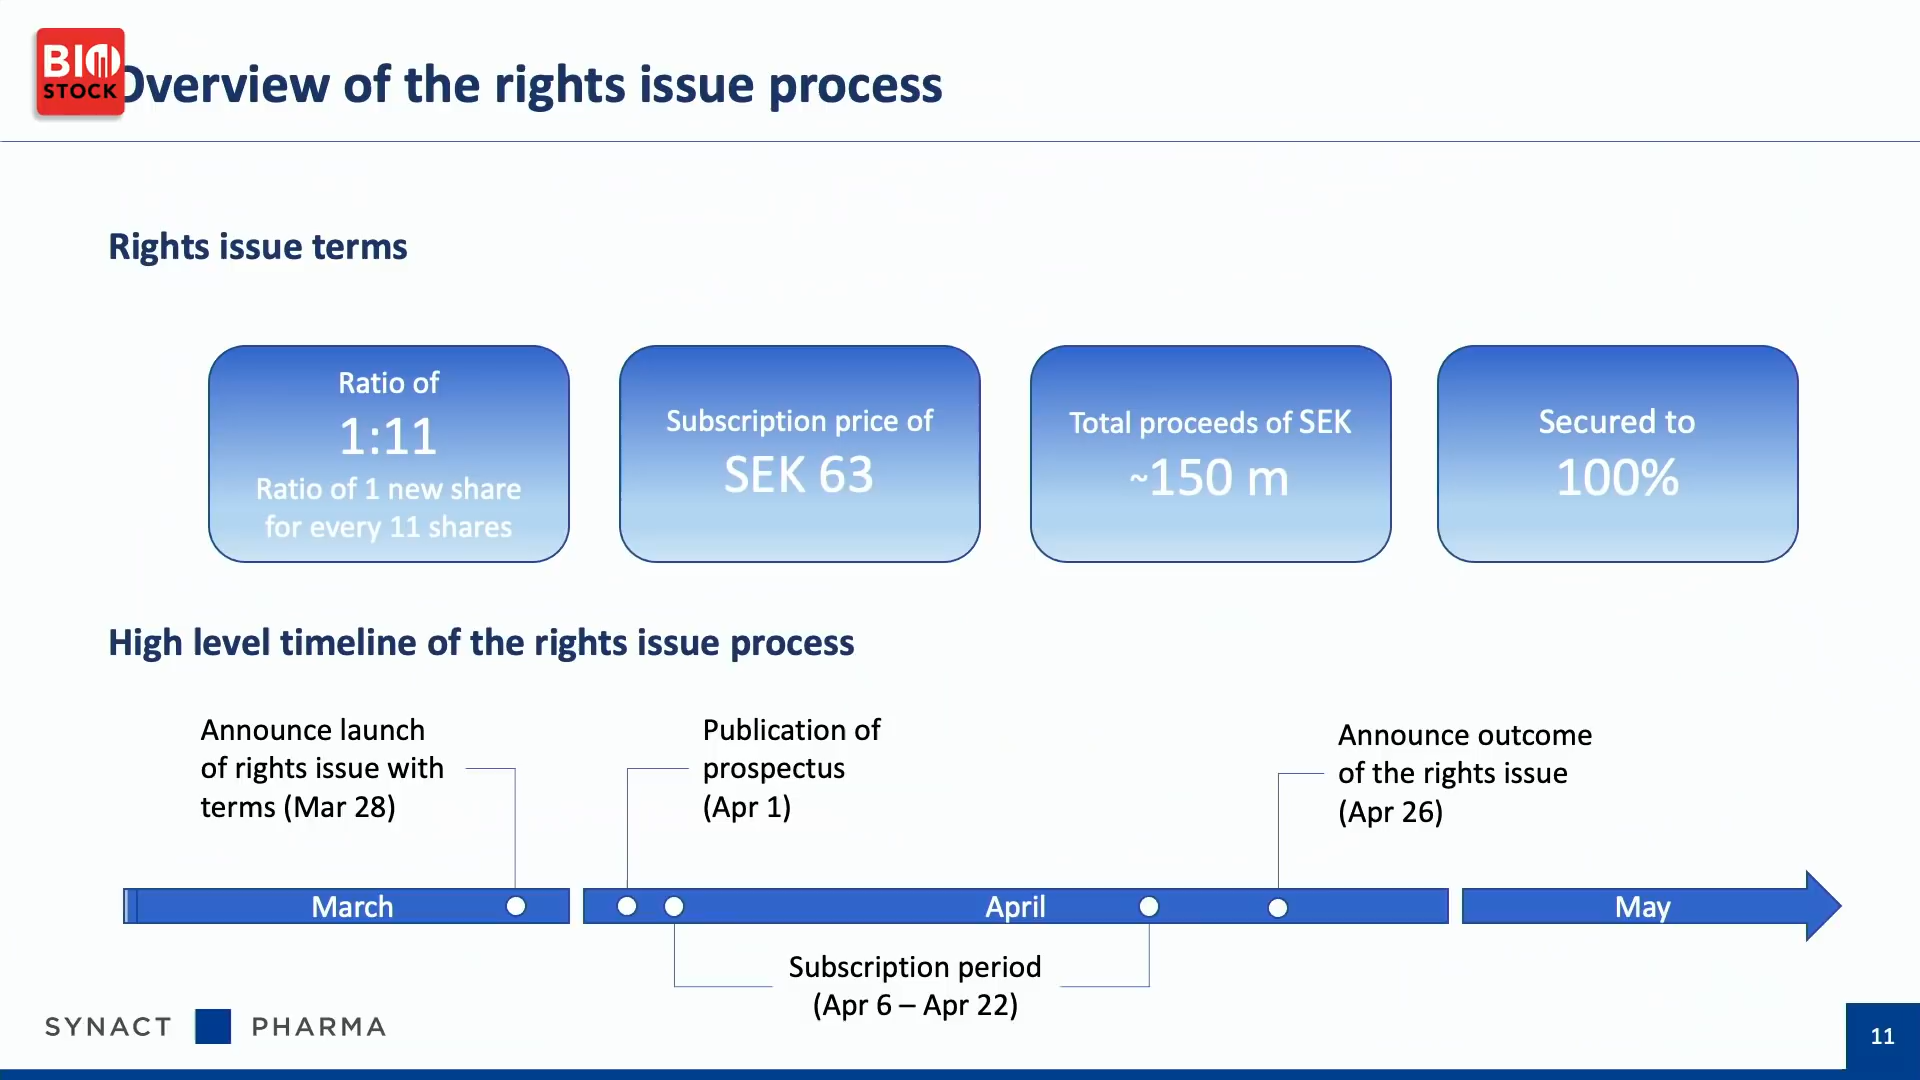 BIO
STOCK
Overview of the rights issue process
Rights issue terms
Ratio of
1:11
Ratio of 1 new share
for every 11 shares
Subscription price of
SEK 63
Total proceeds of SEK
~150 m
Secured to
100%
High level timeline of the rights issue process
Announce launch
of rights issue with
terms (Mar 28)
Publication of
prospectus
(Apr 1)
Announce outcome
of the rights issue
(Apr 26)
March
April
May
Subscription period
(Apr 6 – Apr 22)
SYNACT PHARMA
11